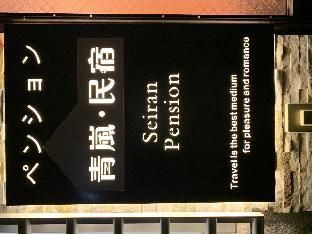 ペンション
青嵐・民宿
Seiran
Pension
Travel is the best medium
for pleasure and romance